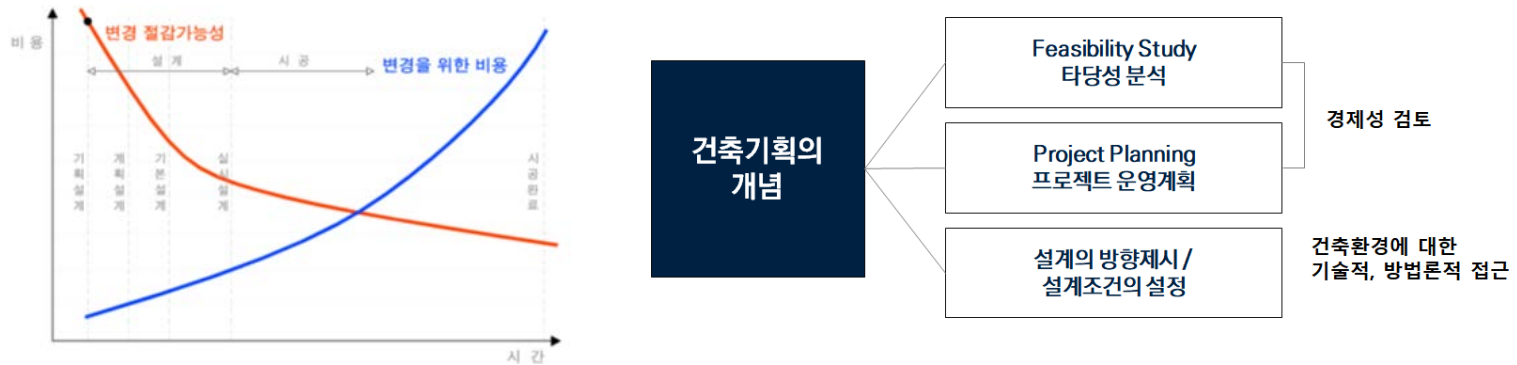 비용
변경 절감가능성
설계
시공
변경을 위한 비용
기획설계
계획설계
기본설계
실시설계
시공완료
시간
건축기획의
개념
Feasibility Study
타당성 분석
Project Planning
프로젝트 운영계획
설계의 방향제시 /
설계조건의 설정
경제성 검토
건축환경에 대한
기술적, 방법론적 접근